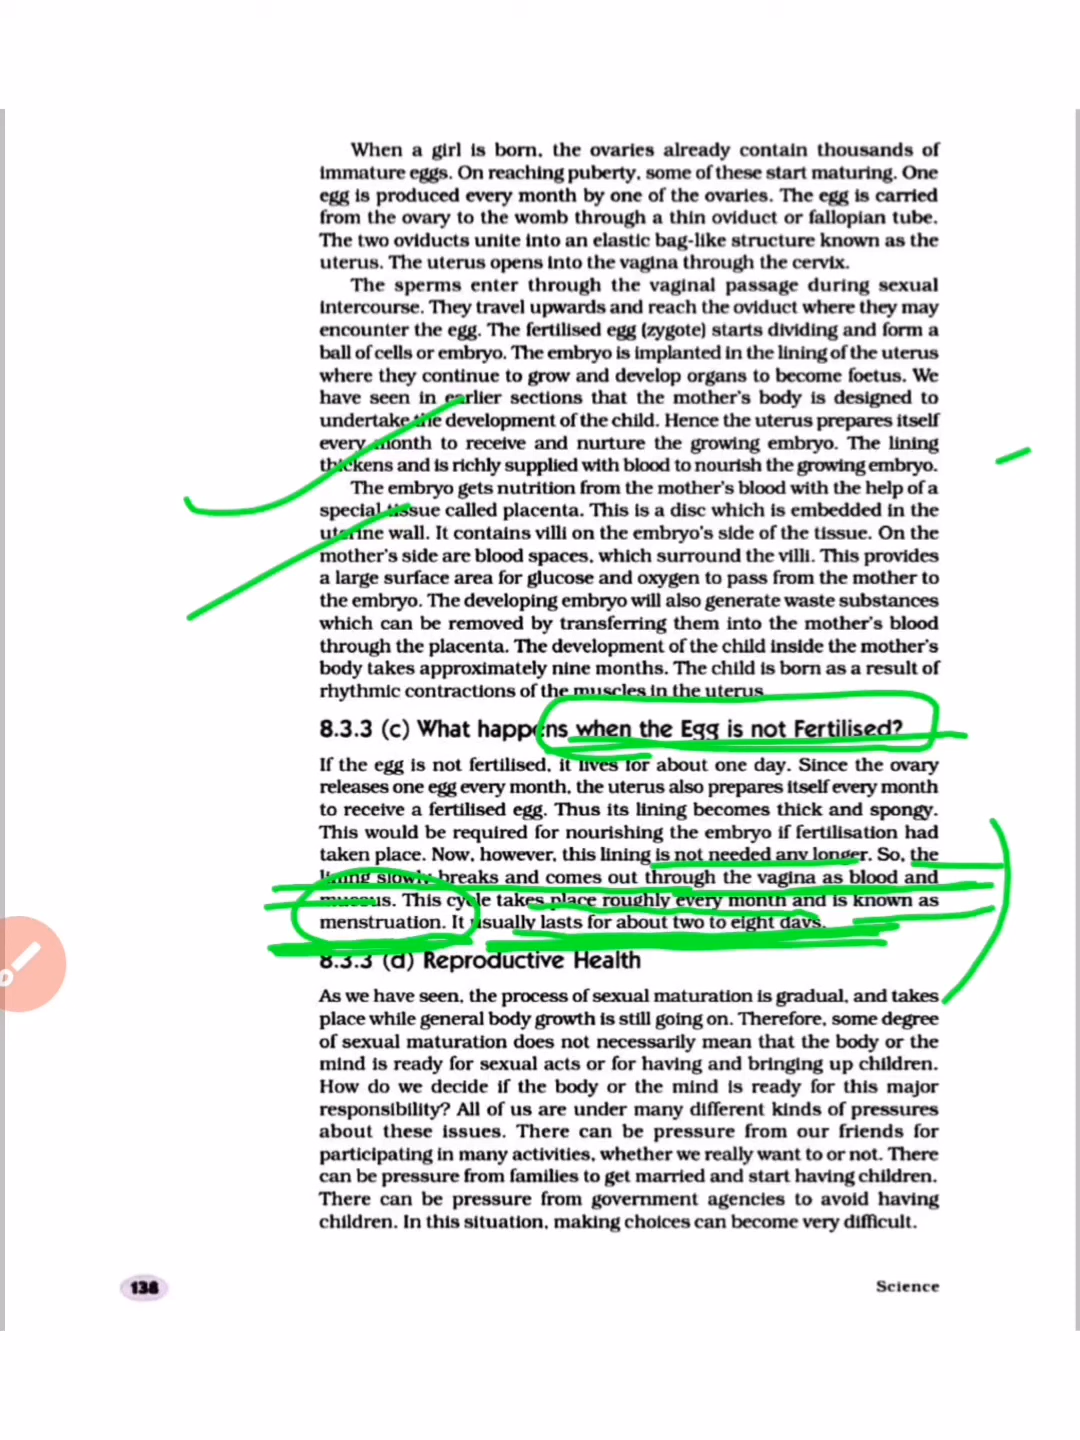 When a girl is born, the ovaries already contain thousands of
immature eggs. On reaching puberty, some of these start maturing. One
egg is produced every month by one of the ovaries. The egg is carried
from the ovary to the womb through a thin oviduct or fallopian tube.
The two oviducts unite into an elastic bag-like structure known as the
uterus. The uterus opens into the vagina through the cervix.
The sperms enter through the vaginal passage during sexual
intercourse. They travel upwards and reach the oviduct where they may
encounter the egg. The fertilised egg (zygote) starts dividing and form a
ball of cells or embryo. The embryo is implanted in the lining of the uterus
where they continue to grow and develop organs to become foetus. We
have seen in earlier sections that the mother's body is designed to
undertake the development of the child. Hence the uterus prepares itself
every month to receive and nurture the growing embryo. The lining
thickens and is richly supplied with blood to nourish the growing embryo.
The embryo gets nutrition from the mother's blood with the help of a
special tissue called placenta. This is a disc which is embedded in the
uterine wall. It contains villi on the embryo's side of the tissue. On the
mother's side are blood spaces, which surround the villi. This provides
a large surface area for glucose and oxygen to pass from the mother to
the embryo. The developing embryo will also generate waste substances
which can be removed by transferring them into the mother's blood
through the placenta. The development of the child inside the mother's
body takes approximately nine months. The child is born as a result of
rhythmic contractions of the muscles in the uterus.
8.3.3 (c) What happens when the Egg is not Fertilised?
If the egg is not fertilised, it lives for about one day. Since the ovary
releases one egg every month, the uterus also prepares itself every month
to receive a fertilised egg. Thus its lining becomes thick and spongy.
This would be required for nourishing the embryo if fertilisation had
taken place. Now, however, this lining is not needed any longer. So, the
lining slowly breaks and comes out through the vagina as blood and
mucous. This cycle takes place roughly every month and is known as
menstruation. It usually lasts for about two to eight days.
8.3.3 (d) Reproductive Health
As we have seen, the process of sexual maturation is gradual, and takes
place while general body growth is still going on. Therefore, some degree
of sexual maturation does not necessarily mean that the body or the
mind is ready for sexual acts or for having and bringing up children.
How do we decide if the body or the mind is ready for this major
responsibility? All of us are under many different kinds of pressures
about these issues. There can be pressure from our friends for
participating in many activities, whether we really want to or not. There
can be pressure from families to get married and start having children.
There can be pressure from government agencies to avoid having
children. In this situation, making choices can become very difficult.
138
Science